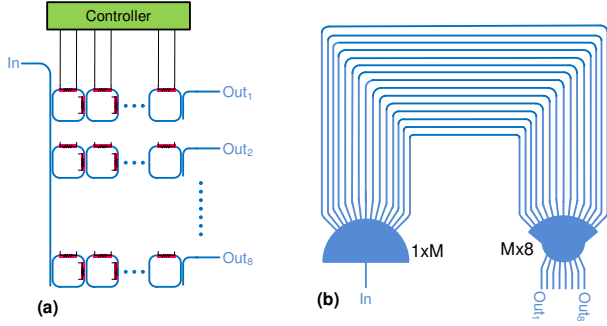 Controller
In
Out1
Out2
Out8
(a)
1xM
Mx8
In
Out1
Out8
(b)